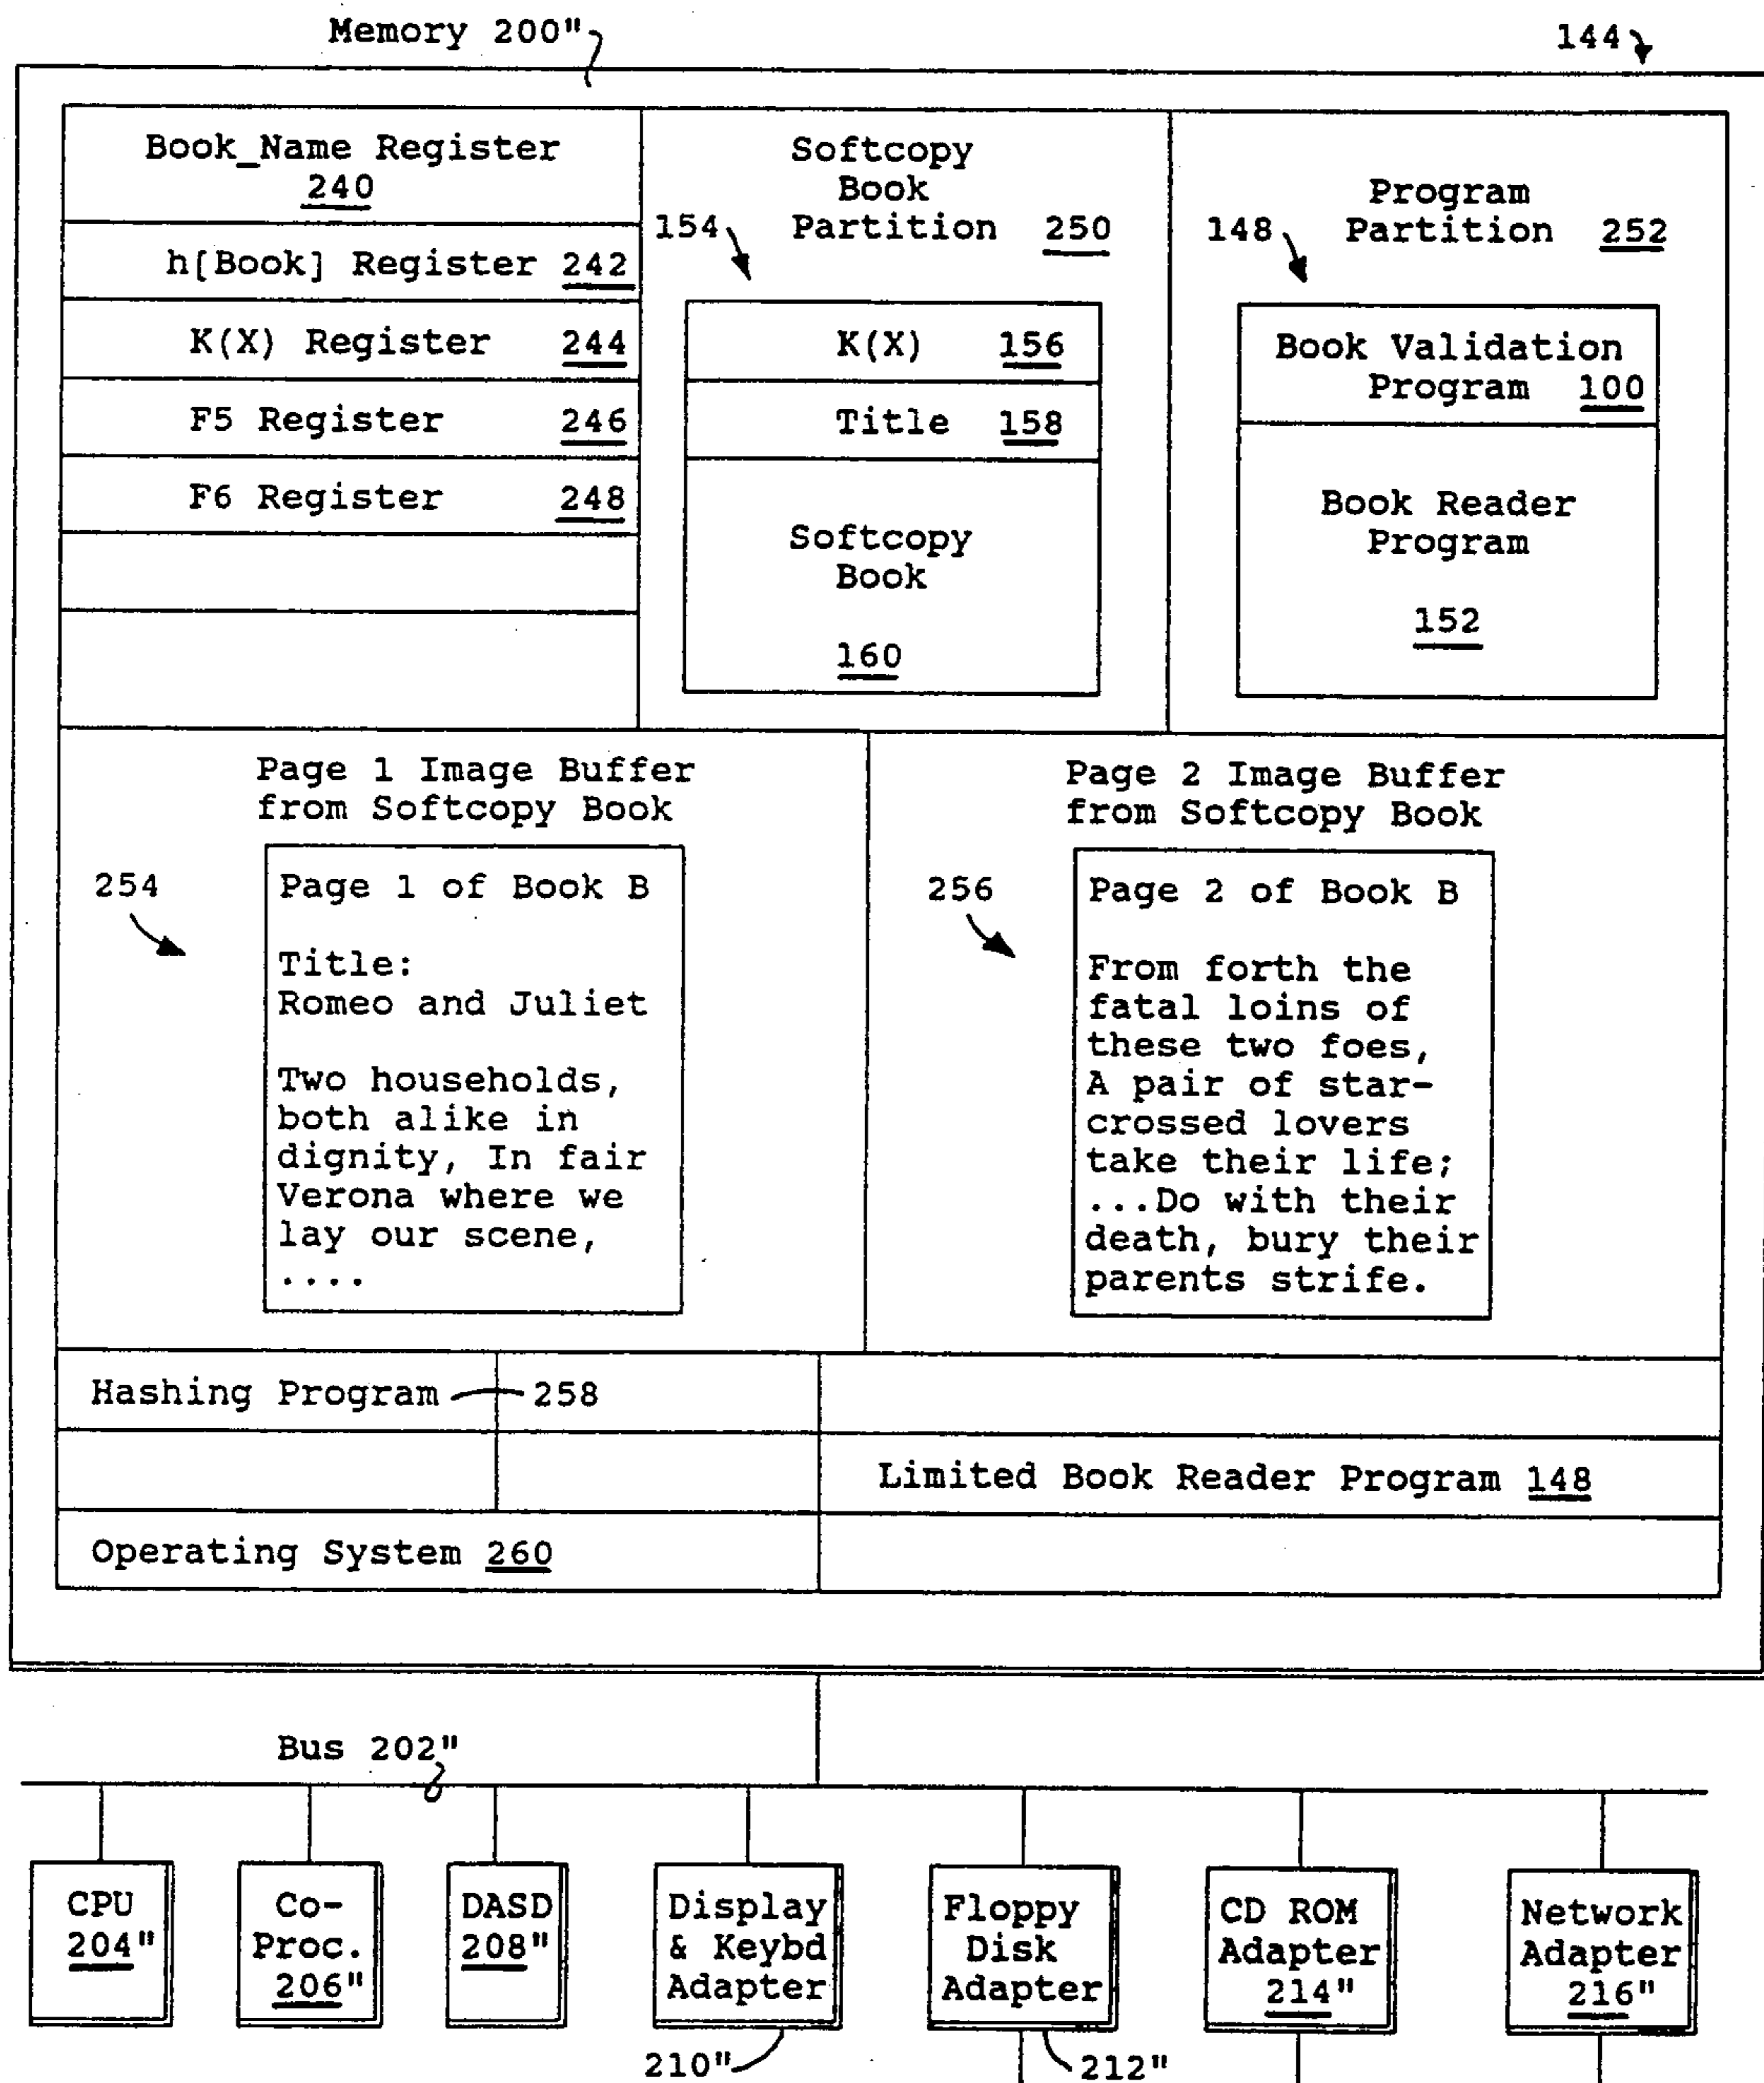 Memory 200"
144
Book_Name Register
240
h[Book] Register 242
K(X) Register 244
F5 Register 246
F6 Register 248
Softcopy
Book
Partition 250
154
K(X) 156
Title 158
Softcopy
Book
160
Program
Partition 252
148
Book Validation
Program 100
Book Reader
Program
152
Page 1 Image Buffer
from Softcopy Book
254
Page 1 of Book B
Title:
Romeo and Juliet
Two households,
both alike in
dignity, In fair
Verona where we
lay our scene,
....
Page 2 Image Buffer
from Softcopy Book
256
Page 2 of Book B
From forth the
fatal loins of
these two foes,
A pair of star-
crossed lovers
take their life;
...Do with their
death, bury their
parents strife.
Hashing Program 258
Limited Book Reader Program 148
Operating System 260
Bus 202"
CPU
204"
Co-
Proc.
206"
DASD
208"
Display
& Keybd
Adapter
210"
Floppy
Disk
Adapter
212"
CD ROM
Adapter
214"
Network
Adapter
216"